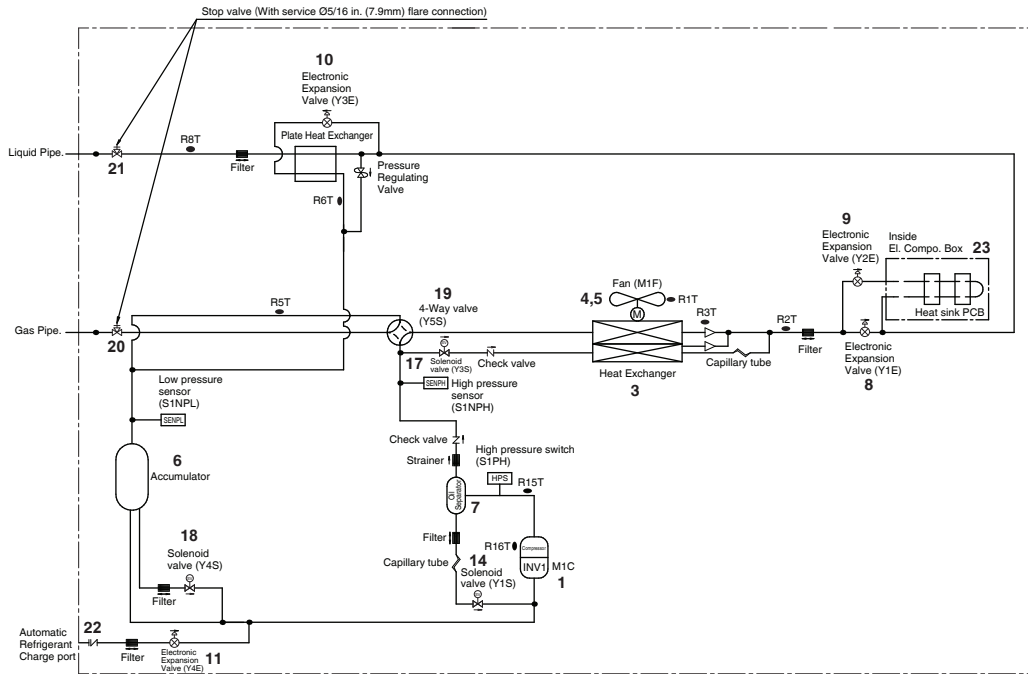 Stop valve (With service Ø5/16 in. (7.9mm) flare connection)
10
Electronic
Expansion
Valve (Y3E)
Plate Heat Exchanger
Liquid Pipe.
21
R8T
Filter
Pressure
Regulating
Valve
R6T
9
Electronic
Expansion
Valve (Y2E)
Inside
El. Compo. Box
23
Heat sink PCB
Electronic
Expansion
Valve (Y1E)
8
Gas Pipe.
20
R5T
19
4-Way valve
(Y5S)
4,5
Fan (M1F)
M
R1T
R3T
R2T
Filter
Capillary tube
Heat Exchanger
3
17
Solenoid
valve (Y3S)
Check valve
SENPH
High pressure
sensor
(S1NPH)
Low pressure
sensor
(S1NPL)
SENPL
6
Accumulator
Check valve
Strainer
High pressure switch
(S1PH)
HPS
R15T
Oil
Separator
7
Filter
Capillary tube
14
Solenoid
valve (Y1S)
R16T
Compressor
INV1
M1C
1
18
Solenoid
valve (Y4S)
Filter
Automatic
Refrigerant
Charge port
22
Filter
Electronic
Expansion
Valve (Y4E)
11